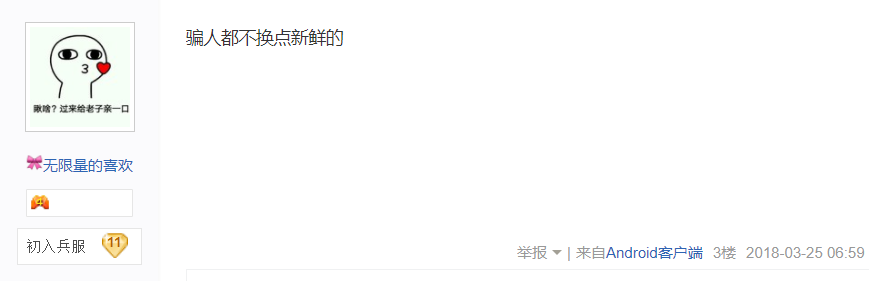 骗人都不换点新鲜的
瞅啥？过来给老子亲一口
无限量的喜欢
4
初入兵服 11
举报 | 来自Android客户端 3楼 2018-03-25 06:59